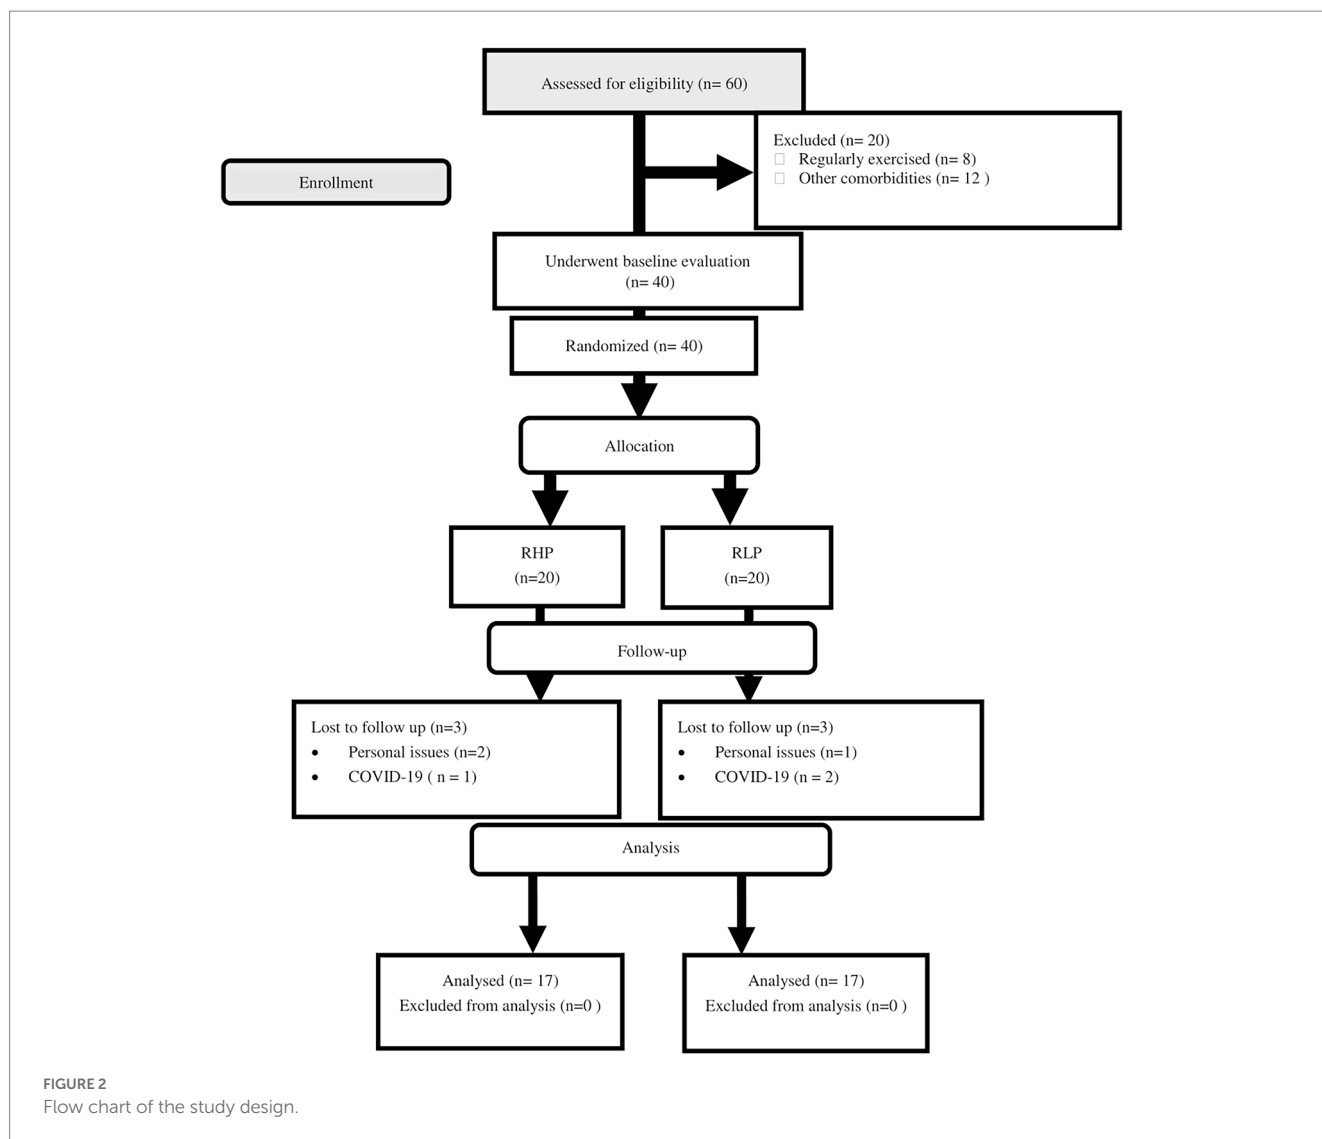 Assessed for eligibility (n= 60)
Excluded (n= 20)
Regularly exercised (n= 8)
Other comorbidities (n= 12 )
Enrollment
Underwent baseline evaluation
(n= 40)
Randomized (n= 40)
Allocation
RHP
(n=20)
RLP
(n=20)
Follow-up
Lost to follow up (n=3)
• Personal issues (n=2)
• COVID-19 ( n = 1)
Lost to follow up (n=3)
• Personal issues (n=1)
• COVID-19 (n = 2)
Analysis
Analysed (n= 17)
Excluded from analysis (n=0 )
Analysed (n= 17)
Excluded from analysis (n=0 )
FIGURE 2
Flow chart of the study design.